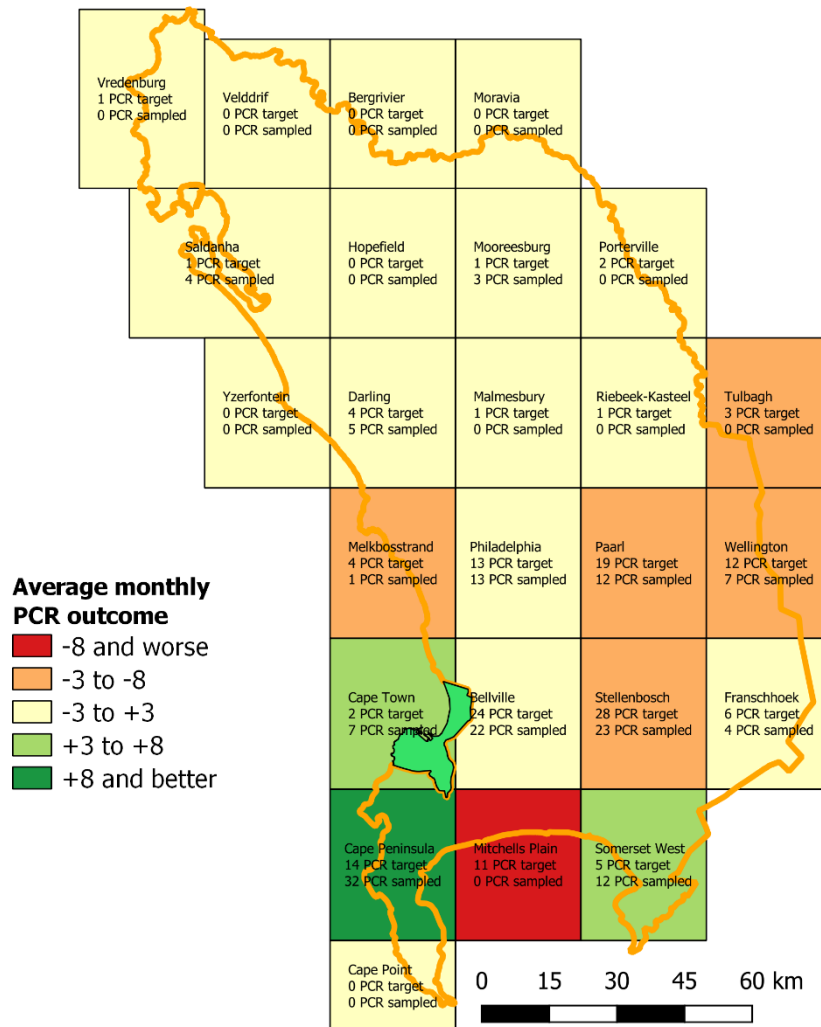 Vredenburg
1 PCR target
0 PCR sampled
Velddrif
0 PCR target
0 PCR sampled
Bergrivier
0 PCR target
0 PCR sampled
Moravia
0 PCR target
0 PCR sampled
Saldanha
1 PCR target
4 PCR sampled
Hopefield
0 PCR target
0 PCR sampled
Mooreesburg
1 PCR target
3 PCR sampled
Porterville
2 PCR target
0 PCR sampled
Yzerfontein
0 PCR target
0 PCR sampled
Darling
4 PCR target
5 PCR sampled
Malmesbury
1 PCR target
0 PCR sampled
Riebeek-Kasteel
1 PCR target
0 PCR sampled
Tulbagh
3 PCR target
0 PCR sampled
Melkbosstrand
4 PCR target
1 PCR sampled
Philadelphia
13 PCR target
13 PCR sampled
Paarl
19 PCR target
12 PCR sampled
Wellington
12 PCR target
7 PCR sampled
Average monthly
PCR outcome
-8 and worse
-3 to -8
-3 to +3
+3 to +8
+8 and better
Cape Town
2 PCR target
7 PCR sampled
Bellville
24 PCR target
22 PCR sampled
Stellenbosch
28 PCR target
23 PCR sampled
Franschhoek
6 PCR target
4 PCR sampled
Cape Peninsula
14 PCR target
32 PCR sampled
Mitchells Plain
11 PCR target
0 PCR sampled
Somerset West
5 PCR target
12 PCR sampled
Cape Point
0 PCR target
0 PCR sampled
0 15 30 45 60 km